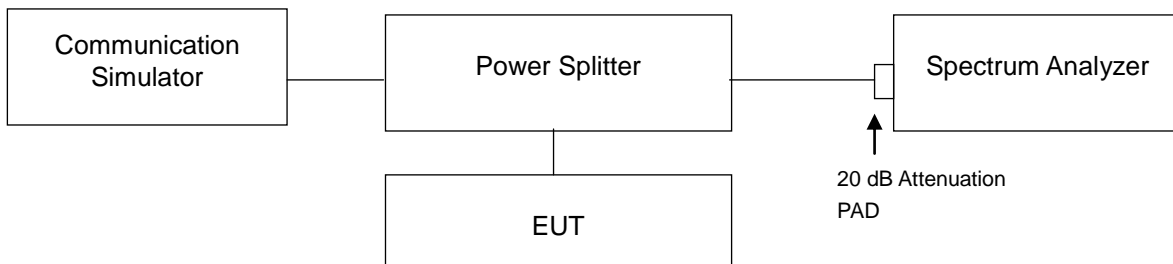 Communication
Simulator
Power Splitter
Spectrum Analyzer
20 dB Attenuation
PAD
EUT